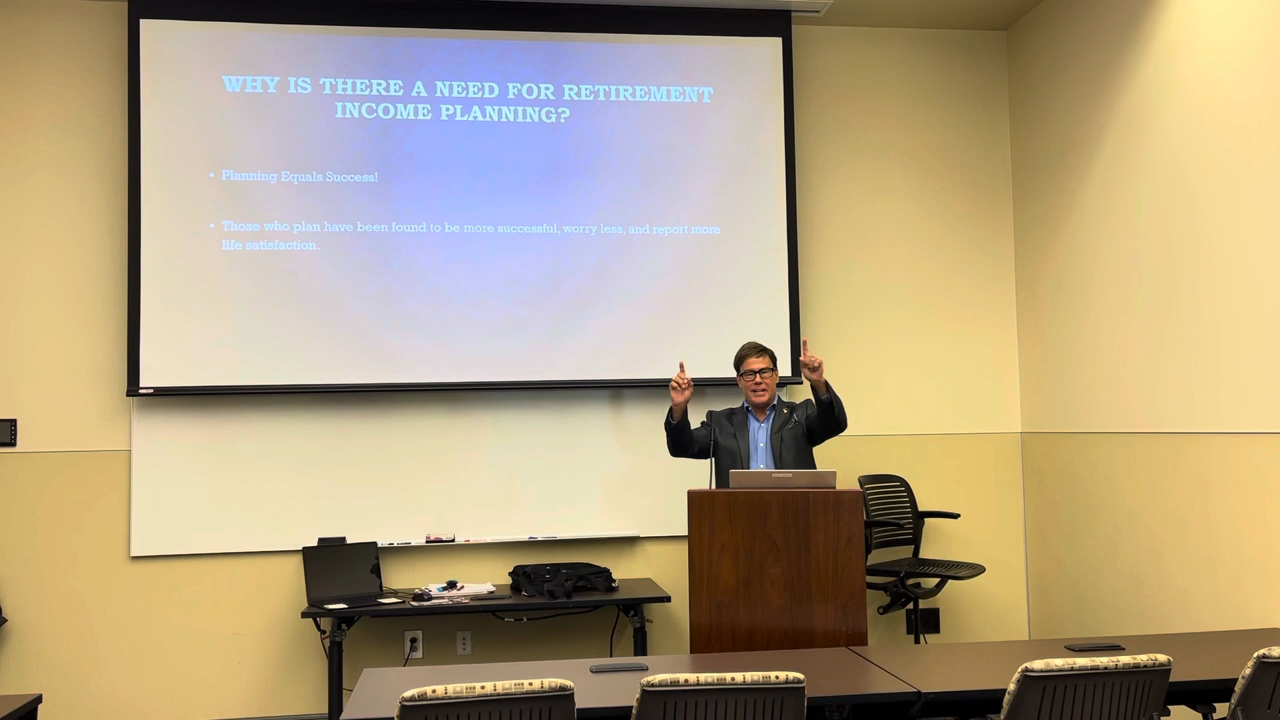 WHY IS THERE A NEED FOR RETIREMENT
INCOME PLANNING?
• Planning Equals Success!
• Those who plan have been found to be more successful, worry less, and report more
life satisfaction.